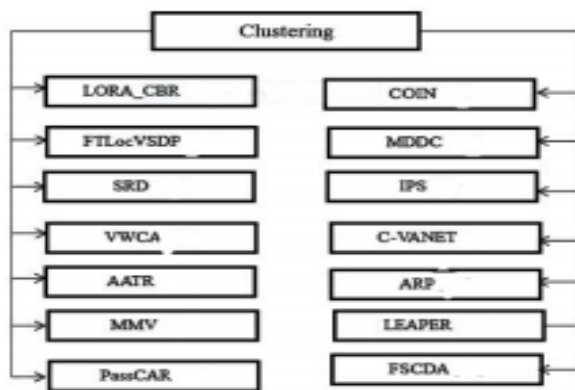 Clustering
LORA_CBR
COIN
FTLocVSDP
MDDC
SRD
IPS
VWCA
C-VANET
AATR
ARP
MMV
LEAPER
PassCAR
FSCDA